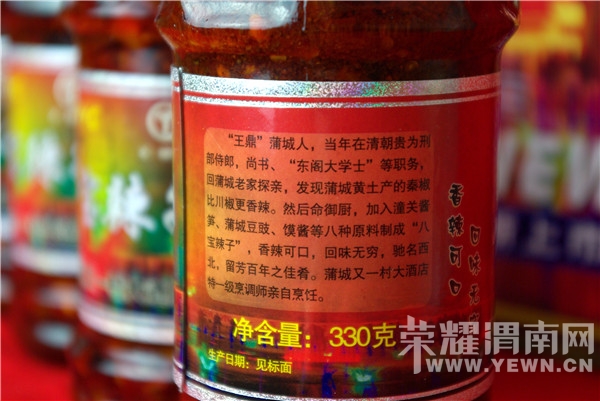 “王鼎”蒲城人，当年在清朝贵为刑
部侍郎，尚书、“东阁大学士”等职务，
回蒲城老家探亲，发现蒲城黄土产的秦椒
比川椒更香辣。然后命御厨，加入潼关酱
笋、蒲城豆豉、馍酱等八种原料制成“八
宝辣子”，香辣可口，回味无穷，驰名西
北，留芳百年之佳肴。蒲城又一村大酒店
特一级烹调师亲自烹饪。
净含量：330克
生产日期：见标面
香辣可口
回味无
荣耀渭南网
WWW.YEWN.CN